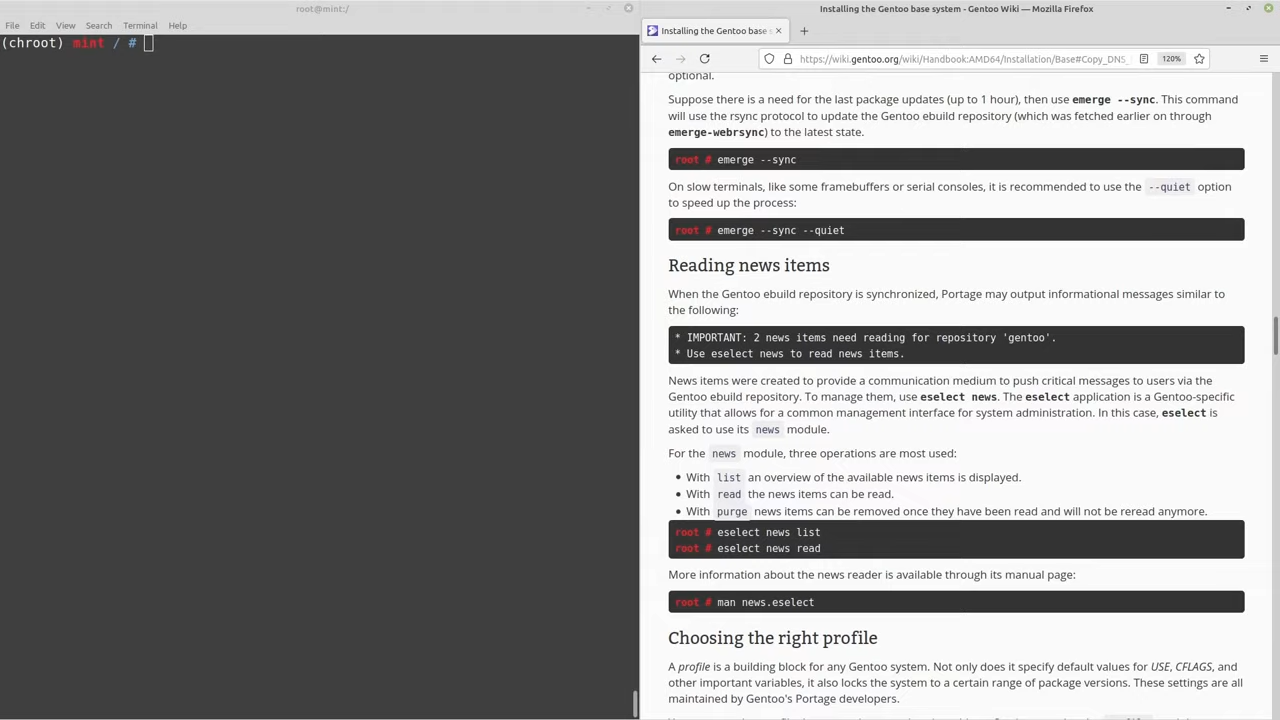 root@mint:/
File Edit View Search Terminal Help
(chroot) mint / #
Installing the Gentoo base system - Gentoo Wiki — Mozilla Firefox
Installing the Gentoo base s
https://wiki.gentoo.org/wiki/Handbook:AMD64/Installation/Base#Copy_DNS_
120%
optional.
Suppose there is a need for the last package updates (up to 1 hour), then use emerge --sync. This command
will use the rsync protocol to update the Gentoo ebuild repository (which was fetched earlier on through
emerge-webrsync) to the latest state.
root # emerge --sync
On slow terminals, like some framebuffers or serial consoles, it is recommended to use the --quiet option
to speed up the process:
root # emerge --sync --quiet
Reading news items
When the Gentoo ebuild repository is synchronized, Portage may output informational messages similar to
the following:
* IMPORTANT: 2 news items need reading for repository 'gentoo'.
* Use eselect news to read news items.
News items were created to provide a communication medium to push critical messages to users via the
Gentoo ebuild repository. To manage them, use eselect news. The eselect application is a Gentoo-specific
utility that allows for a common management interface for system administration. In this case, eselect is
asked to use its news module.
For the news module, three operations are most used:
• With list an overview of the available news items is displayed.
• With read the news items can be read.
• With purge news items can be removed once they have been read and will not be reread anymore.
root # eselect news list
root # eselect news read
More information about the news reader is available through its manual page:
root # man news.eselect
Choosing the right profile
A profile is a building block for any Gentoo system. Not only does it specify default values for USE, CFLAGS, and
other important variables, it also locks the system to a certain range of package versions. These settings are all
maintained by Gentoo's Portage developers.